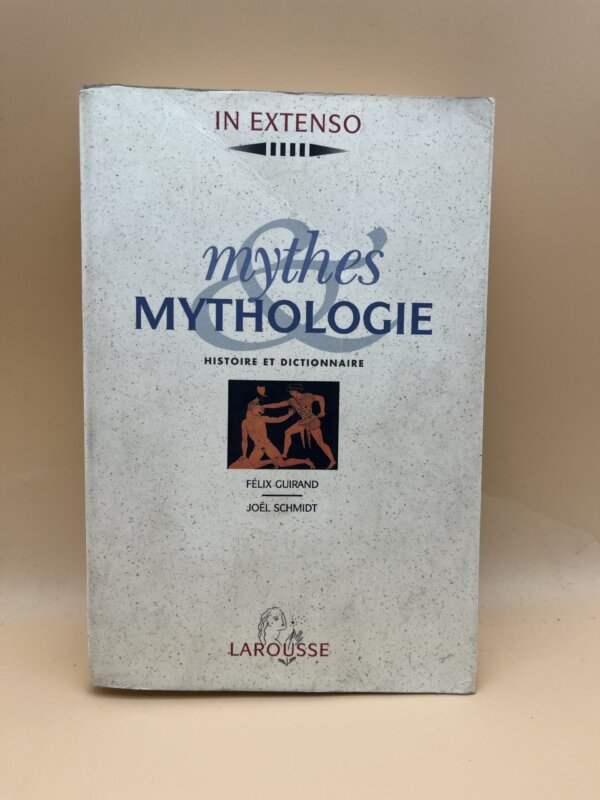 IN EXTENSO
mythes
&
MYTHOLOGIE
HISTOIRE ET DICTIONNAIRE
FÉLIX GUIRAND
JOËL SCHMIDT
LAROUSSE